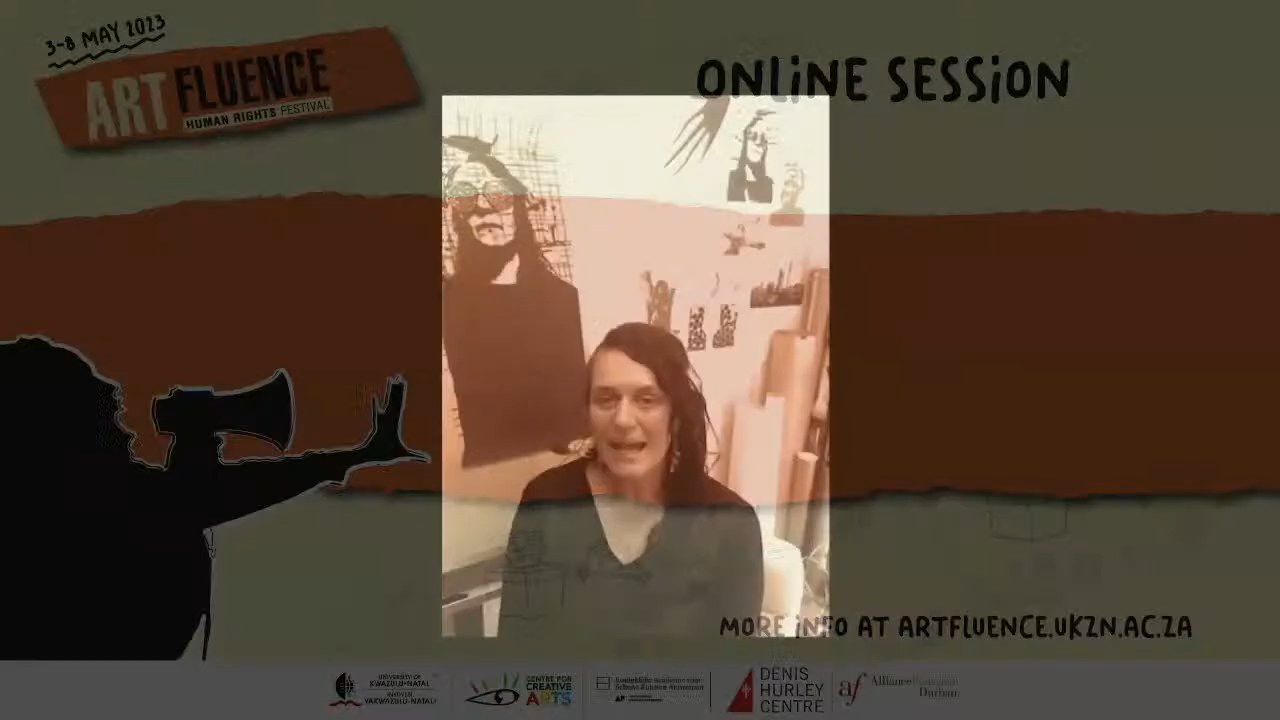 3-8 MAY 2023
ART FLUENCE
HUMAN RIGHTS FESTIVAL
ONLINE SESSION
MORE INFO AT ARTFLUENCE.UKZN.AC.ZA
UNIVERSITY OF
KWAZULU-NATAL
INYUVESI
YAKWAZULU-NATALI
CENTRE FOR
CREATIVE
ARTS
DENIS
HURLEY
CENTRE
af Alliance Française
Durban